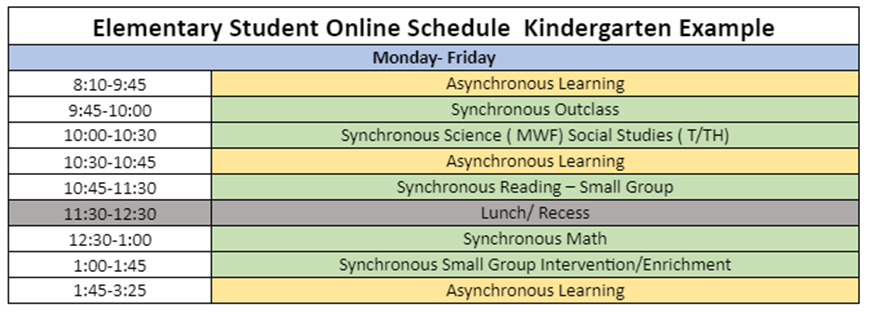 Elementary Student Online Schedule  Kindergarten Example
Monday- Friday
8:10-9:45 Asynchronous Learning
9:45-10:00 Synchronous Outclass
10:00-10:30 Synchronous Science ( MWF) Social Studies ( T/TH)
10:30-10:45 Asynchronous Learning
10:45-11:30 Synchronous Reading – Small Group
11:30-12:30 Lunch/ Recess
12:30-1:00 Synchronous Math
1:00-1:45 Synchronous Small Group Intervention/Enrichment
1:45-3:25 Asynchronous Learning